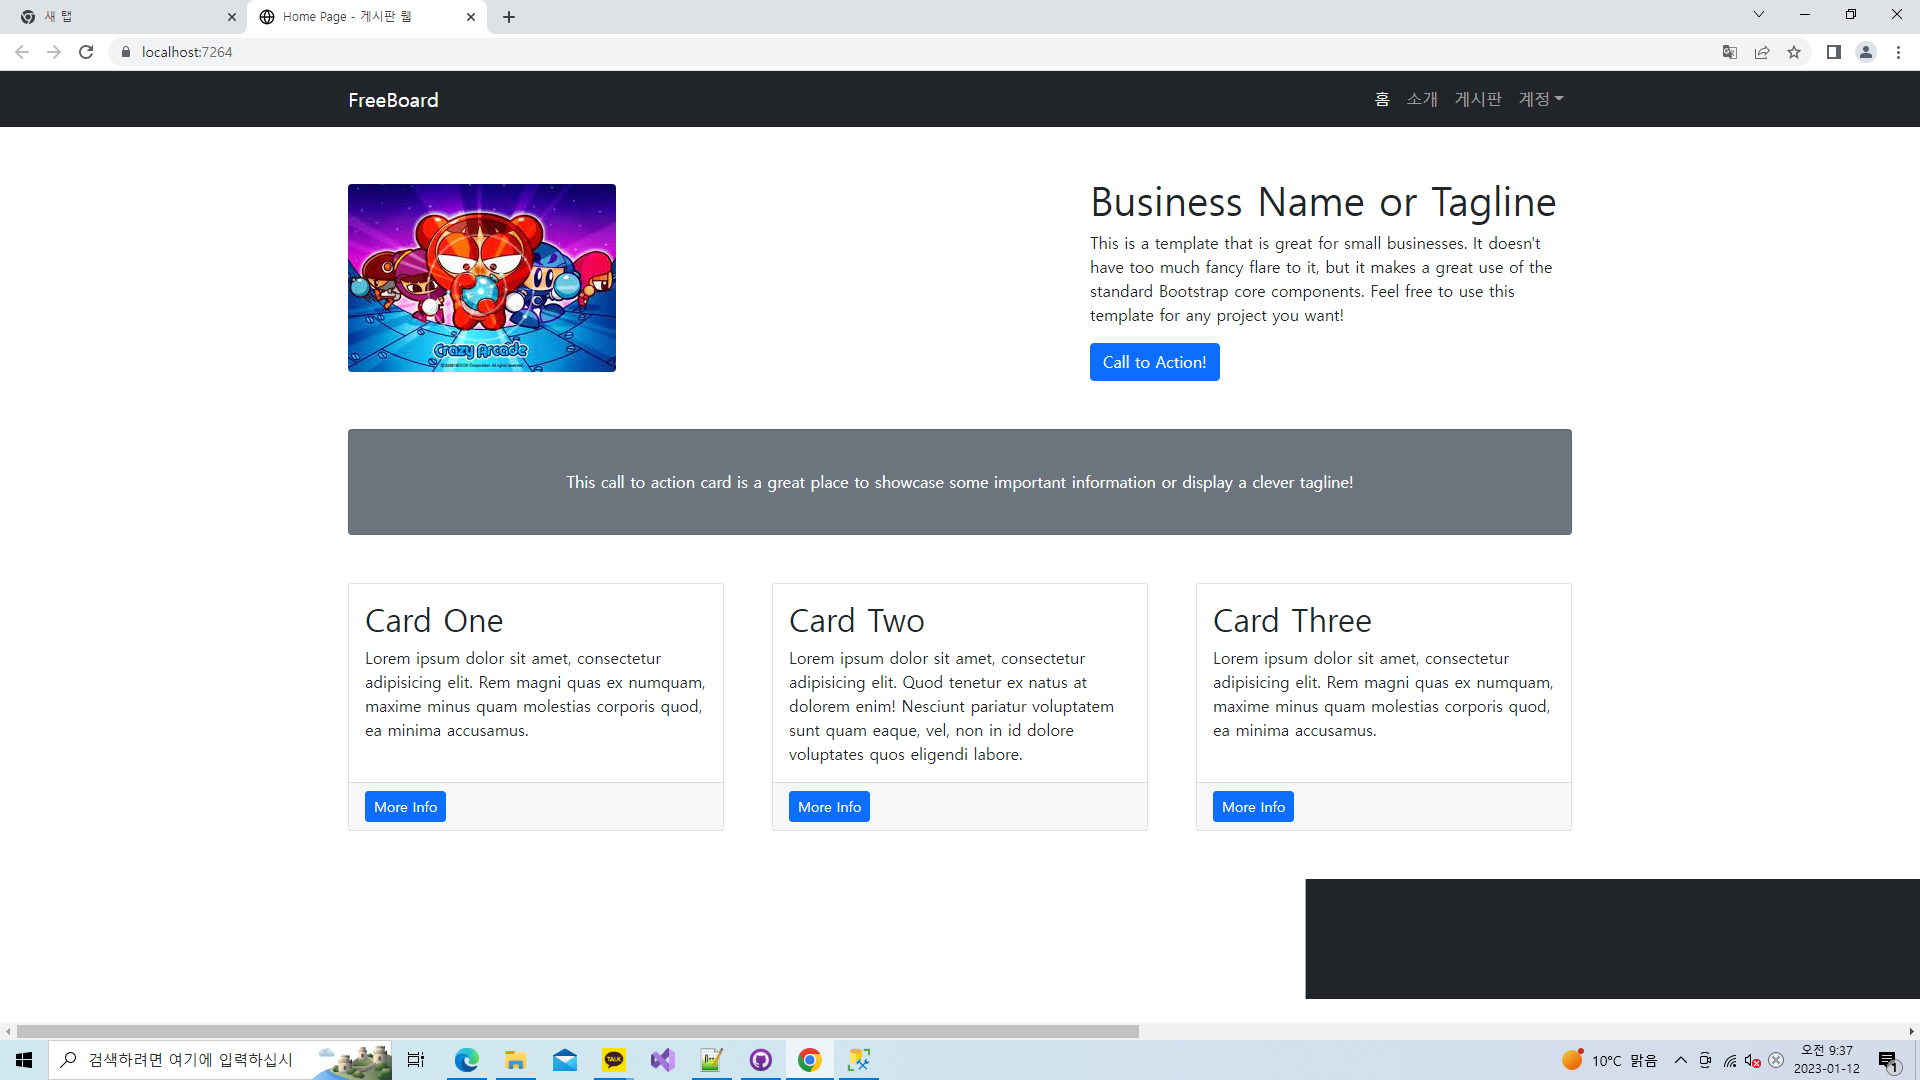 새 탭
Home Page - 게시판 웹
localhost:7264
FreeBoard
홈 소개 게시판 계정
Crazy Arcade
Business Name or Tagline
This is a template that is great for small businesses. It doesn't
have too much fancy flare to it, but it makes a great use of the
standard Bootstrap core components. Feel free to use this
template for any project you want!
Call to Action!
This call to action card is a great place to showcase some important information or display a clever tagline!
Card One
Lorem ipsum dolor sit amet, consectetur
adipisicing elit. Rem magni quas ex numquam,
maxime minus quam molestias corporis quod,
ea minima accusamus.
More Info
Card Two
Lorem ipsum dolor sit amet, consectetur
adipisicing elit. Quod tenetur ex natus at
dolorem enim! Nesciunt pariatur voluptatem
sunt quam eaque, vel, non in id dolore
voluptates quos eligendi labore.
More Info
Card Three
Lorem ipsum dolor sit amet, consectetur
adipisicing elit. Rem magni quas ex numquam,
maxime minus quam molestias corporis quod,
ea minima accusamus.
More Info
검색하려면 여기에 입력하십시
TALK
10°C 맑음
오전 9:37
2023-01-12
1